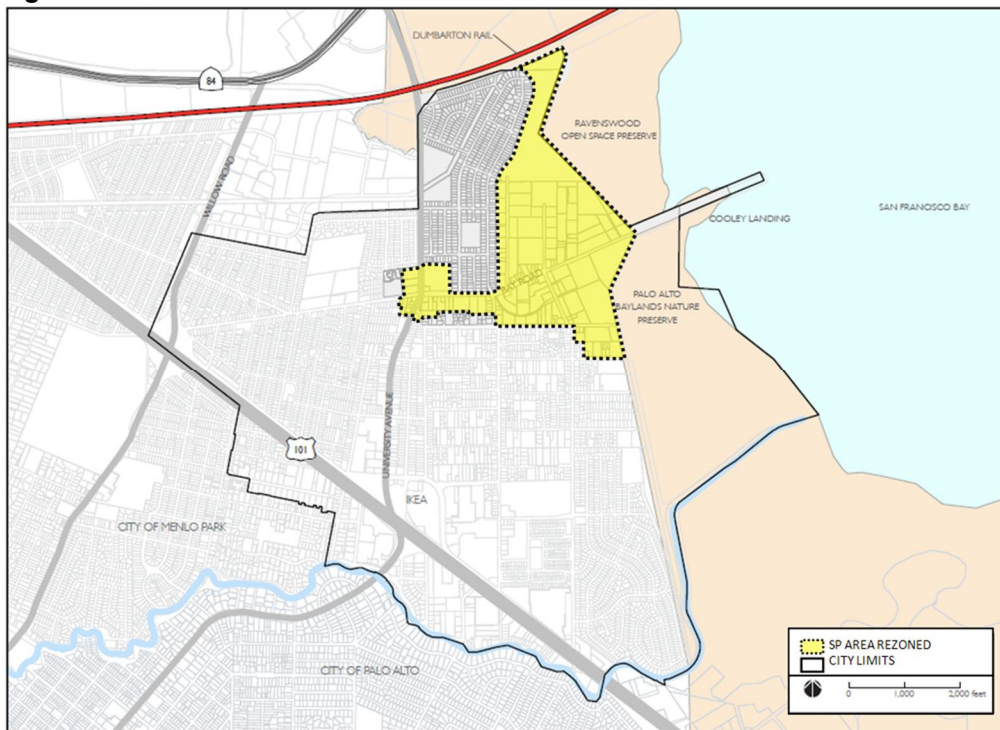 DUMBARTON RAIL
84
RAVENSWOOD
OPEN SPACE PRESERVE
WILLOW ROAD
COOLEY LANDING
SAN FRANCISCO BAY
BAY ROAD
PALO ALTO
BAYLANDS NATURE
PRESERVE
UNIVERSITY AVENUE
101
IKEA
CITY OF MENLO PARK
CITY OF PALO ALTO
SP AREA REZONED
CITY LIMITS
0 1,000 2,000 feet